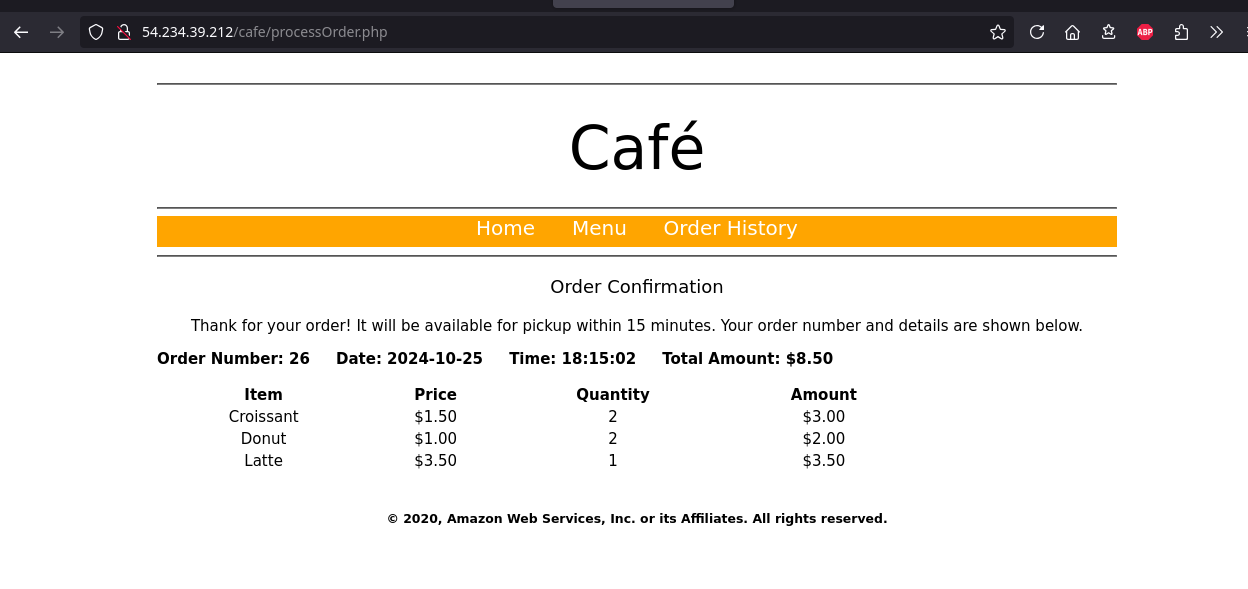 54.234.39.212/cafe/processOrder.php
ABP
Café
Home Menu Order History
Order Confirmation
Thank for your order! It will be available for pickup within 15 minutes. Your order number and details are shown below.
Order Number: 26 Date: 2024-10-25 Time: 18:15:02 Total Amount: $8.50
Item Price Quantity Amount
Croissant $1.50 2 $3.00
Donut $1.00 2 $2.00
Latte $3.50 1 $3.50
© 2020, Amazon Web Services, Inc. or its Affiliates. All rights reserved.